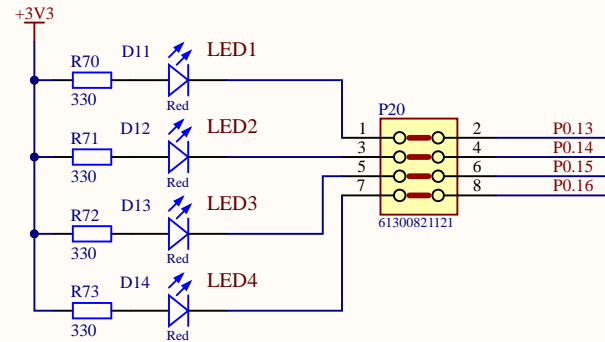 +3V3
D11 LED1
R70
330 Red
P20
D12 LED2
R71
330 Red
1 2 P0.13
3 4 P0.14
5 6 P0.15
7 8 P0.16
61300821121
D13 LED3
R72
330 Red
D14 LED4
R73
330 Red